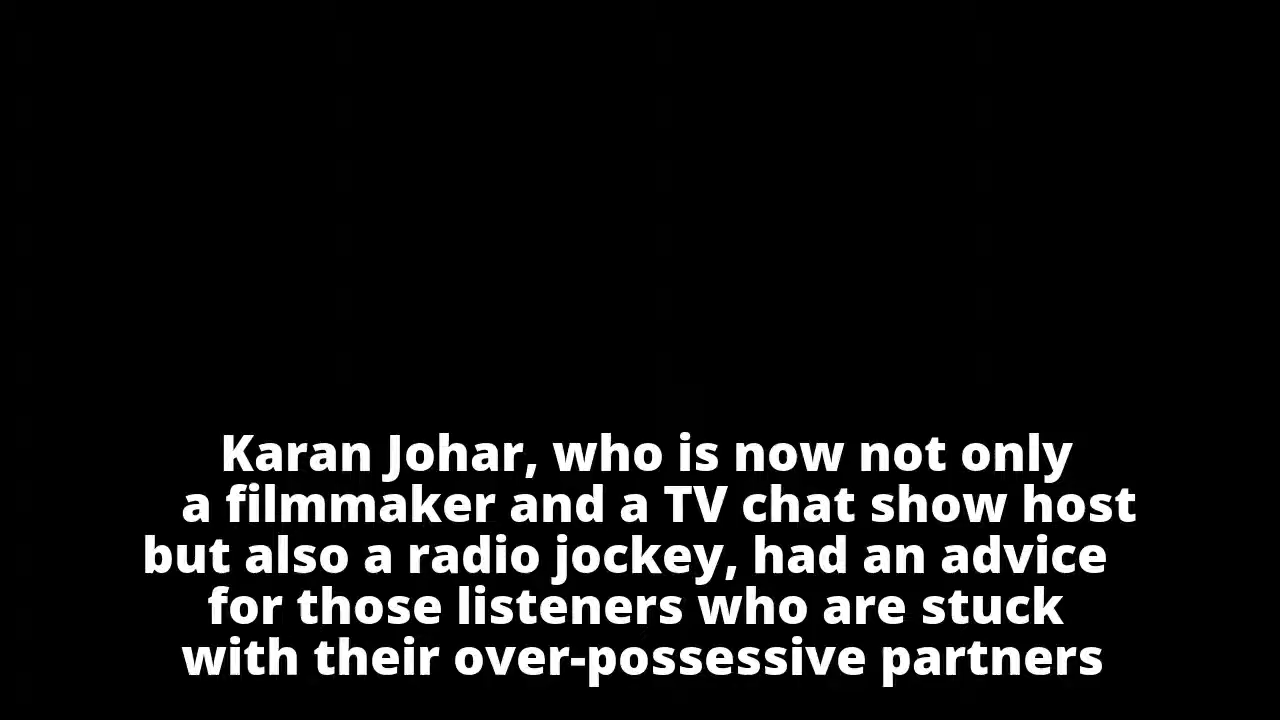 Karan Johar, who is now not only
a filmmaker and a TV chat show host
but also a radio jockey, had an advice
for those listeners who are stuck
with their over-possessive partners